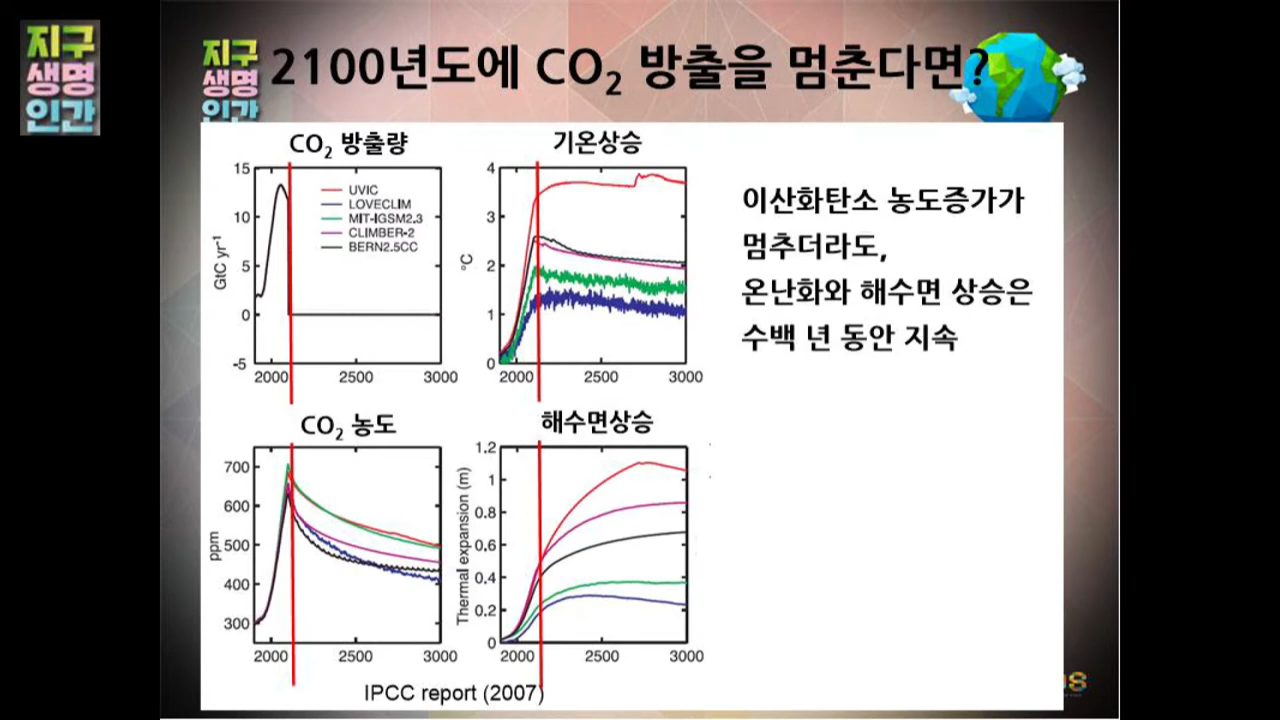 지구
생명
인간
지구
생명
인간
2100년도에 CO₂ 방출을 멈춘다면?
CO₂ 방출량
15
10
5
0
-5
GtC yr⁻¹
UVIC
LOVECLIM
MIT-IGSM2.3
CLIMBER-2
BERN2.5CC
2000 2500 3000
기온상승
4
3
2
1
0
°C
2000 2500 3000
이산화탄소 농도증가가
멈추더라도,
온난화와 해수면 상승은
수백 년 동안 지속
CO₂ 농도
700
600
500
400
300
ppm
2000 2500 3000
해수면상승
1.2
1
0.8
0.6
0.4
0.2
0
Thermal expansion (m)
2000 2500 3000
IPCC report (2007)